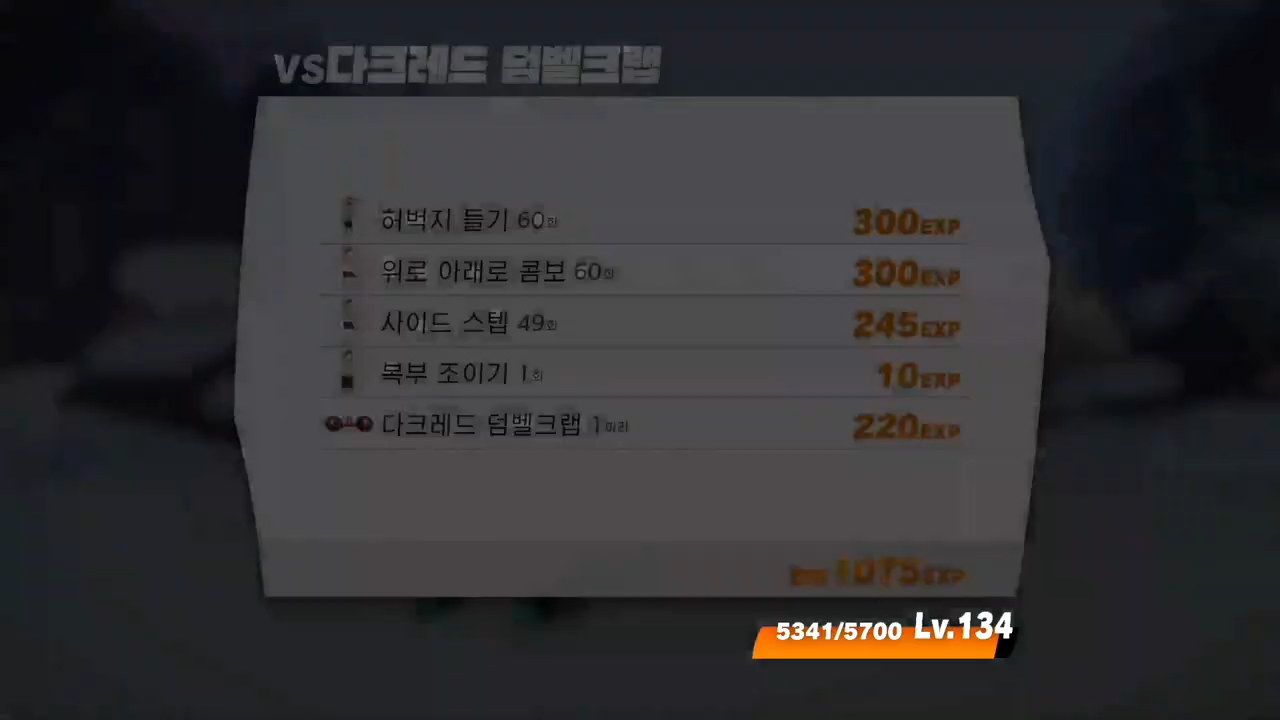 VS다크레드 덤벨크랩
허벅지 들기 60회 300EXP
위로 아래로 콤보 60회 300EXP
사이드 스텝 49회 245EXP
복부 조이기 1회 10EXP
다크레드 덤벨크랩 1마리 220EXP
1075EXP
5341/5700 Lv.134